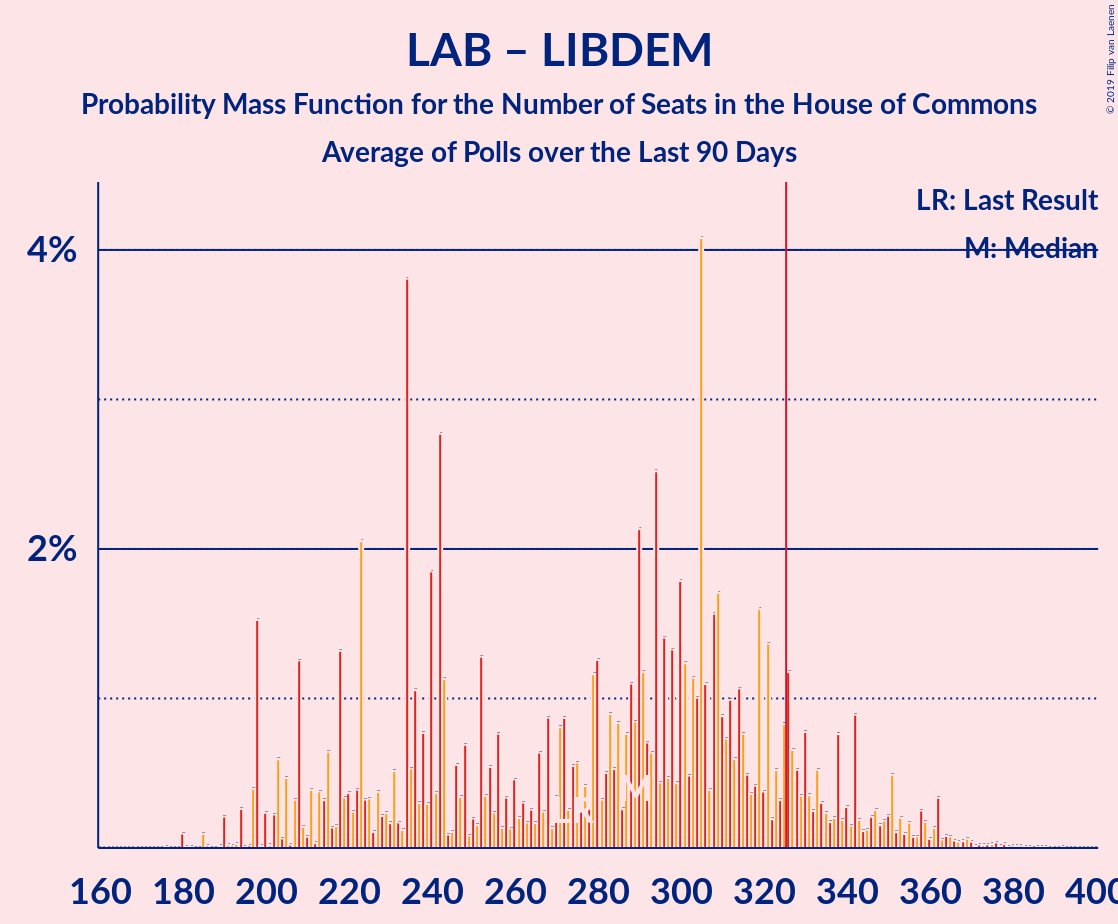 LAB – LIBDEM
Probability Mass Function for the Number of Seats in the House of Commons
Average of Polls over the Last 90 Days
© 2019 Filip van Laenen
LR: Last Result
M: Median
4%
2%
LR
M
160 180 200 220 240 260 280 300 320 340 360 380 400